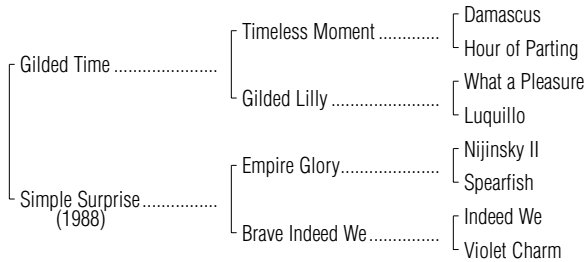 Damascus
Timeless Moment .............
Hour of Parting
Gilded Time ......................
What a Pleasure
Gilded Lilly .......................
Luquillo
Nijinsky II
Empire Glory.....................
Spearfish
Simple Surprise................
(1988)
Indeed We
Brave Indeed We...............
Violet Charm